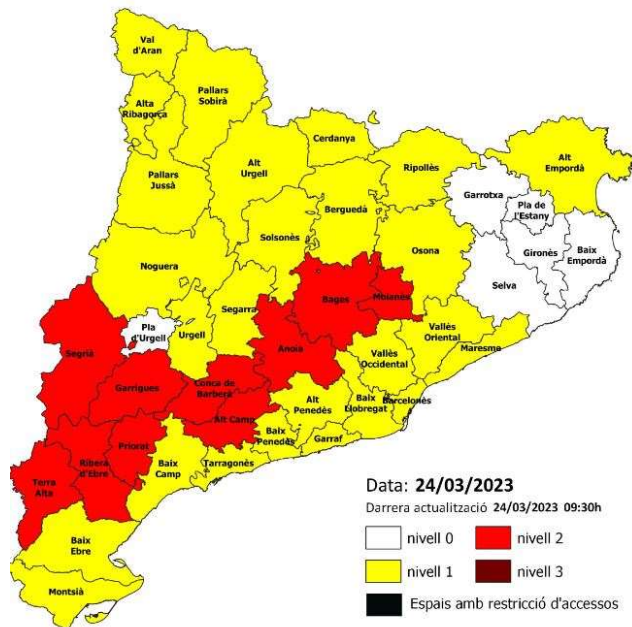 Val
d'Aran
Pallars
Sobirà
Alta
Ribagorça
Cerdanya
Alt
Empordà
Ripollès
Alt
Urgell
Pallars
Jussà
Garrotxa
Pla de
l'Estany
Berguedà
Solsonès
Osona
Gironès
Baix
Empordà
Noguera
Selva
Segarra
Bages
Moianès
Pla
d'Urgell
Urgell
Vallès
Oriental
Segrià
Anoia
Vallès
Occidental
Maresme
Garrigues
Conca de
Barberà
Alt
Penedès
Baix
Llobregat
Barcelonès
Alt Camp
Baix
Penedès
Garraf
Priorat
Ribera
d'Ebre
Baix
Camp
Tarragonès
Terra
Alta
Baix
Ebre
Montsià
Data: 24/03/2023
Darrera actualització 24/03/2023 09:30h
nivell 0
nivell 2
nivell 1
nivell 3
Espais amb restricció d'accessos